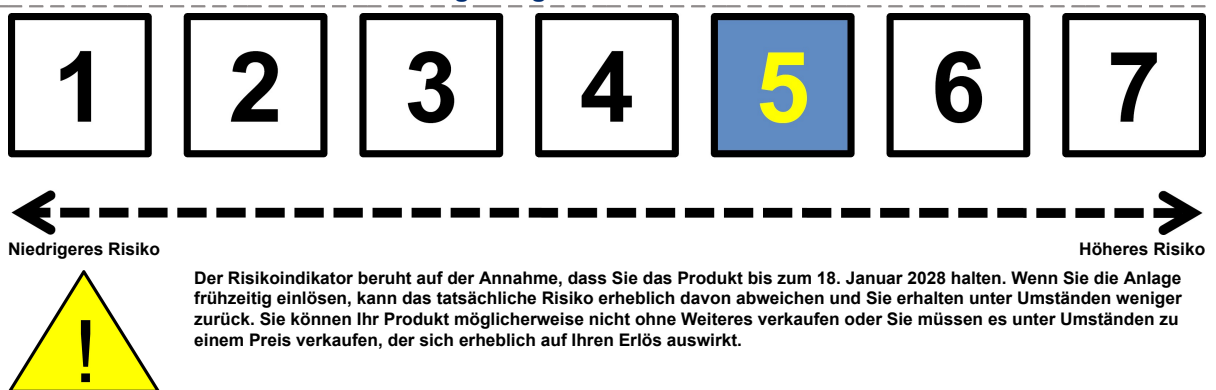 1 2 3 4 5 6 7
Niedrigeres Risiko Höheres Risiko
Der Risikoindikator beruht auf der Annahme, dass Sie das Produkt bis zum 18. Januar 2028 halten. Wenn Sie die Anlage
frühzeitig einlösen, kann das tatsächliche Risiko erheblich davon abweichen und Sie erhalten unter Umständen weniger
zurück. Sie können Ihr Produkt möglicherweise nicht ohne Weiteres verkaufen oder Sie müssen es unter Umständen zu
einem Preis verkaufen, der sich erheblich auf Ihren Erlös auswirkt.
!